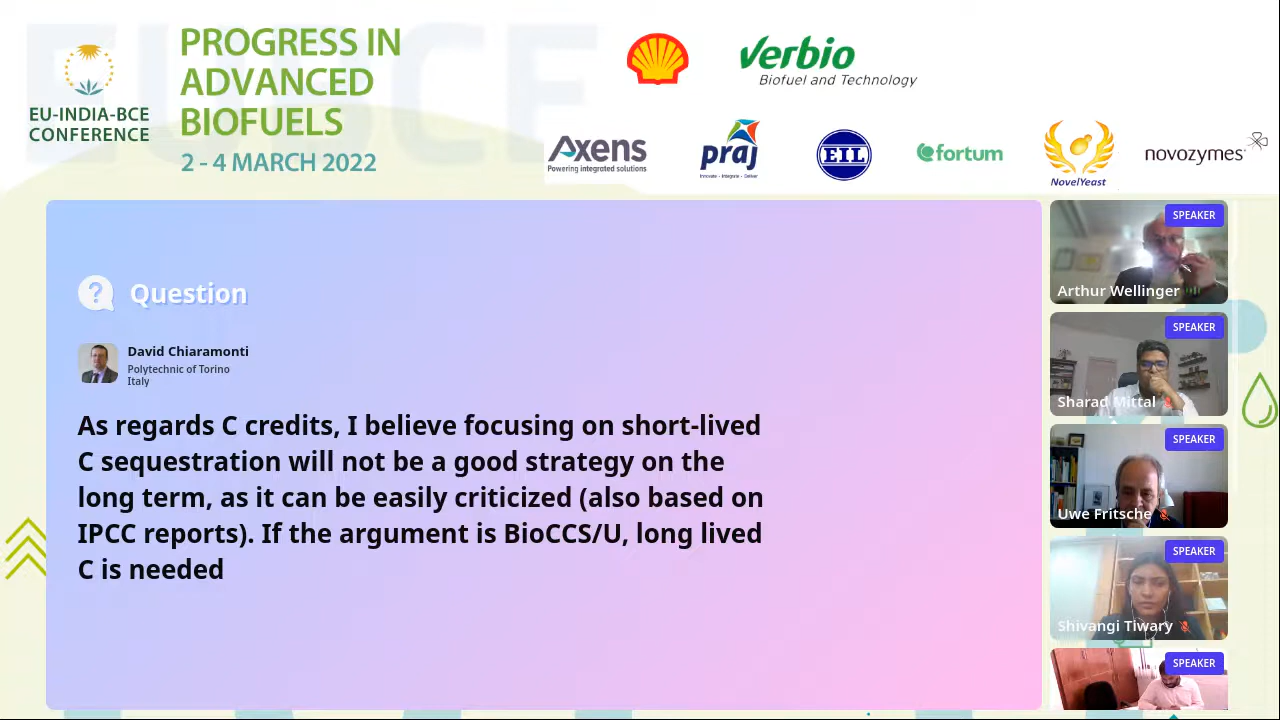 EU-INDIA-BCE
CONFERENCE
PROGRESS IN
ADVANCED
BIOFUELS
2 - 4 MARCH 2022
verbio
Biofuel and Technology
Axens
Powering integrated solutions
praj
Innovate • Integrate • Deliver
EIL
fortum
NovelYeast
novozymes
Question
David Chiaramonti
Polytechnic of Torino
Italy
As regards C credits, I believe focusing on short-lived
C sequestration will not be a good strategy on the
long term, as it can be easily criticized (also based on
IPCC reports). If the argument is BioCCS/U, long lived
C is needed
SPEAKER
Arthur Wellinger
SPEAKER
Sharad Mittal
SPEAKER
Uwe Fritsche
SPEAKER
Shivangi Tiwary
SPEAKER